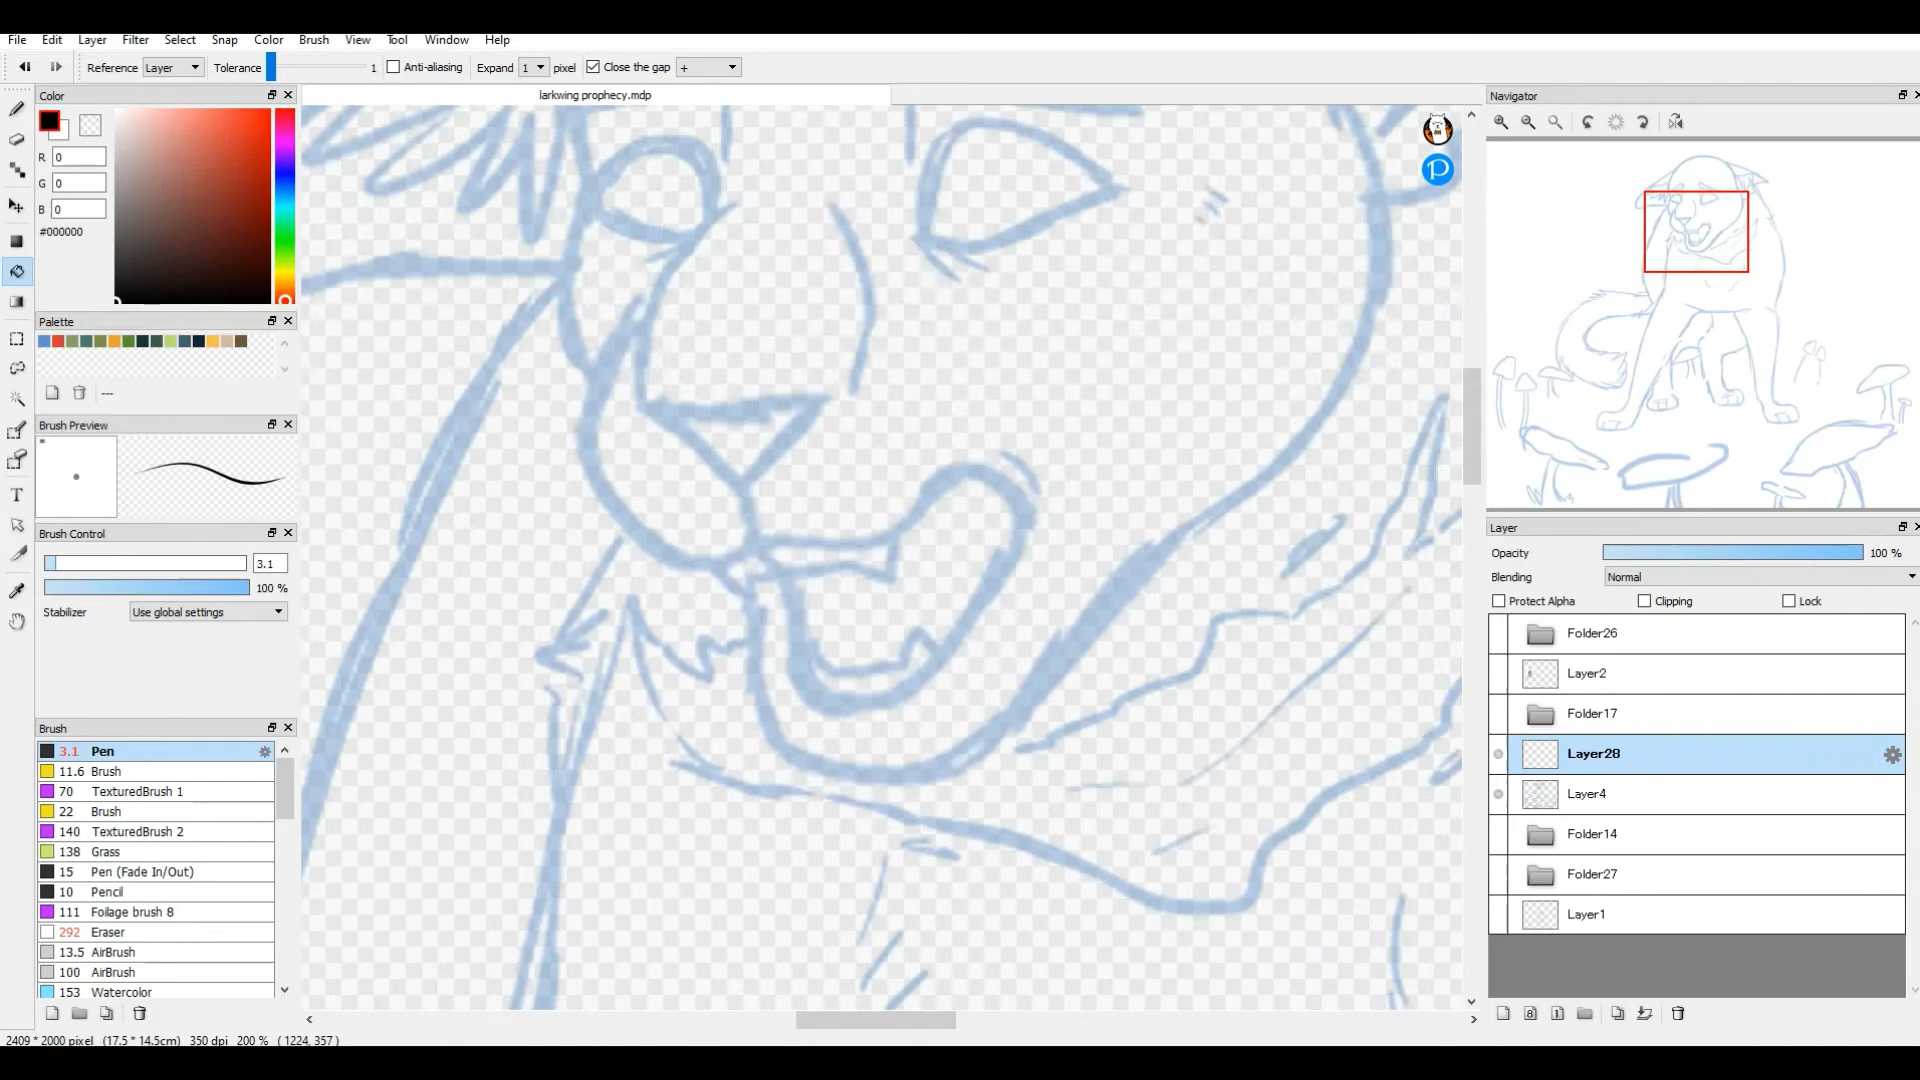 File Edit Layer Filter Select Snap Color Brush View Tool Window Help
Reference Layer Tolerance 1 Anti-aliasing Expand 1 pixel Close the gap +
Color
larkwing prophecy.mdp
Navigator
R 0
G 0
B 0
#000000
Palette
---
Brush Preview
*
Brush Control
3.1
100 %
Stabilizer Use global settings
Brush
3.1 Pen
11.6 Brush
70 TexturedBrush 1
22 Brush
140 TexturedBrush 2
138 Grass
15 Pen (Fade In/Out)
10 Pencil
111 Foilage brush 8
292 Eraser
13.5 AirBrush
100 AirBrush
153 Watercolor
Layer
Opacity 100 %
Blending Normal
Protect Alpha Clipping Lock
Folder26
Layer2
Folder17
Layer28
Layer4
Folder14
Folder27
Layer1
2409 * 2000 pixel (17.5 * 14.5cm) 350 dpi 200 % ( 1224, 357 )